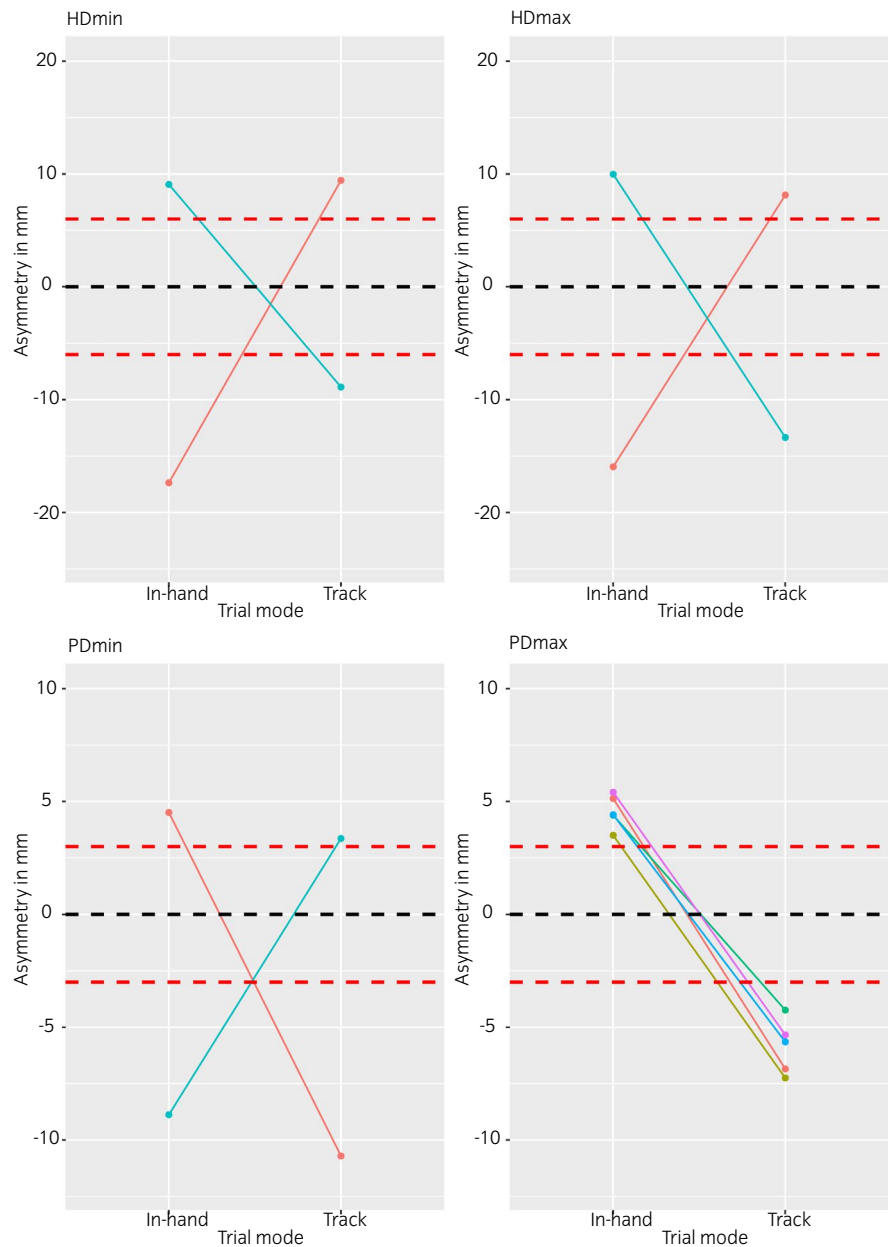 HDmin
20
10
0
-10
-20
Asymmetry in mm
In-hand
Track
Trial mode
HDmax
20
10
0
-10
-20
Asymmetry in mm
In-hand
Track
Trial mode
PDmin
10
5
0
-5
-10
Asymmetry in mm
In-hand
Track
Trial mode
PDmax
10
5
0
-5
-10
Asymmetry in mm
In-hand
Track
Trial mode